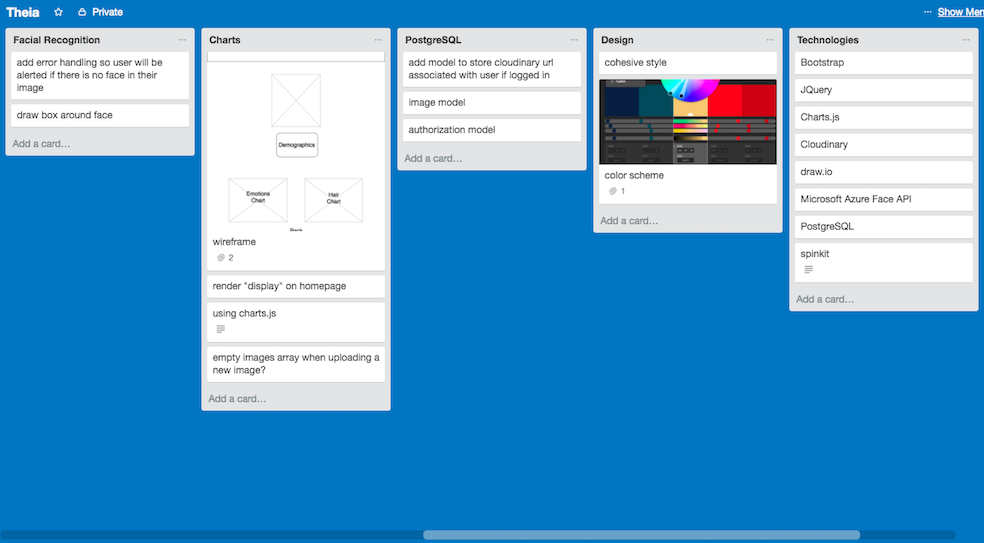 Theia
Private
··· Show Men
Facial Recognition ···
add error handling so user will be
alerted if there is no face in their
image
draw box around face
Add a card…
Charts ···
Demographics
Emotions
Chart
Hair
Chart
wireframe
2
render "display" on homepage
using charts.js
empty images array when uploading a
new image?
Add a card…
PostgreSQL ···
add model to store cloudinary url
associated with user if logged in
image model
authorization model
Add a card…
Design ···
cohesive style
color scheme
1
Add a card…
Technologies ···
Bootstrap
JQuery
Charts.js
Cloudinary
draw.io
Microsoft Azure Face API
PostgreSQL
spinkit
Add a card…